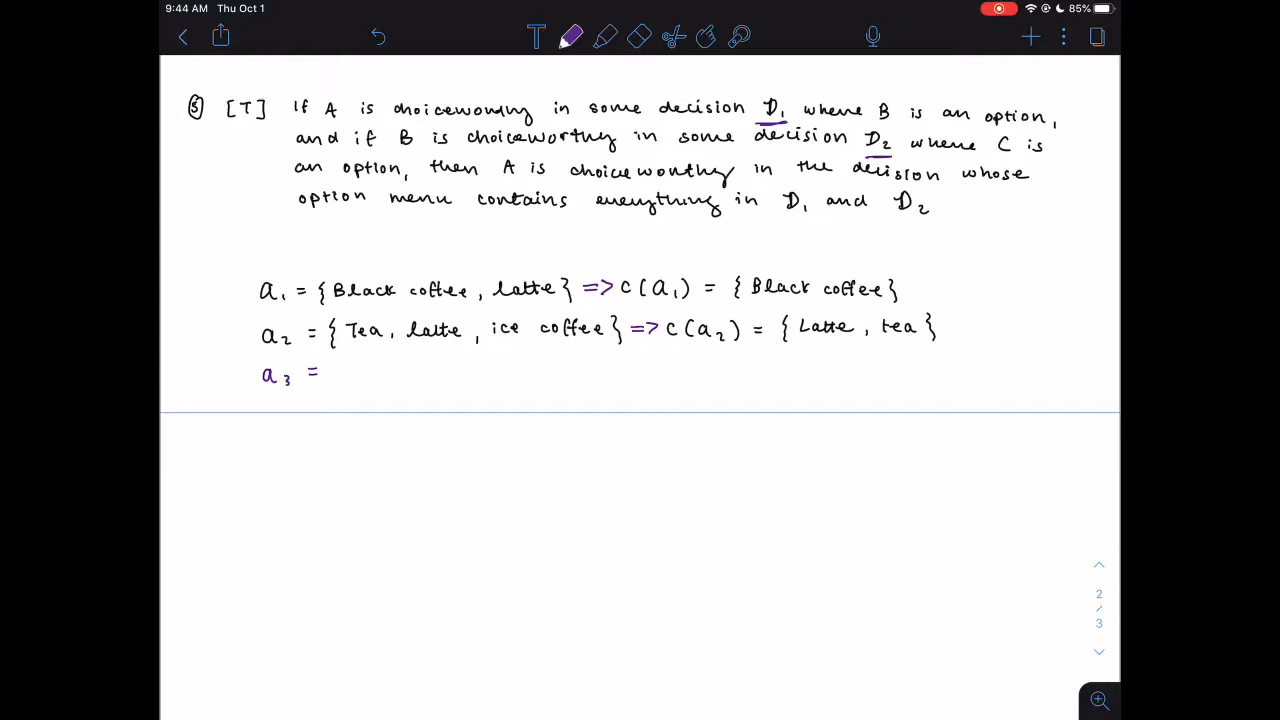 9:44 AM Thu Oct 1
85%
T
⑤ [T] If A is choiceworthy in some decision D₁ where B is an option,
and if B is choiceworthy in some decision D₂ where C is
an option, then A is choiceworthy in the decision whose
option menu contains everything in D₁ and D₂
a₁ = {Black coffee, latte} => C(a₁) = {Black coffee}
a₂ = {Tea, latte, ice coffee} => C(a₂) = {Latte, tea}
a₃ =
2
/
3